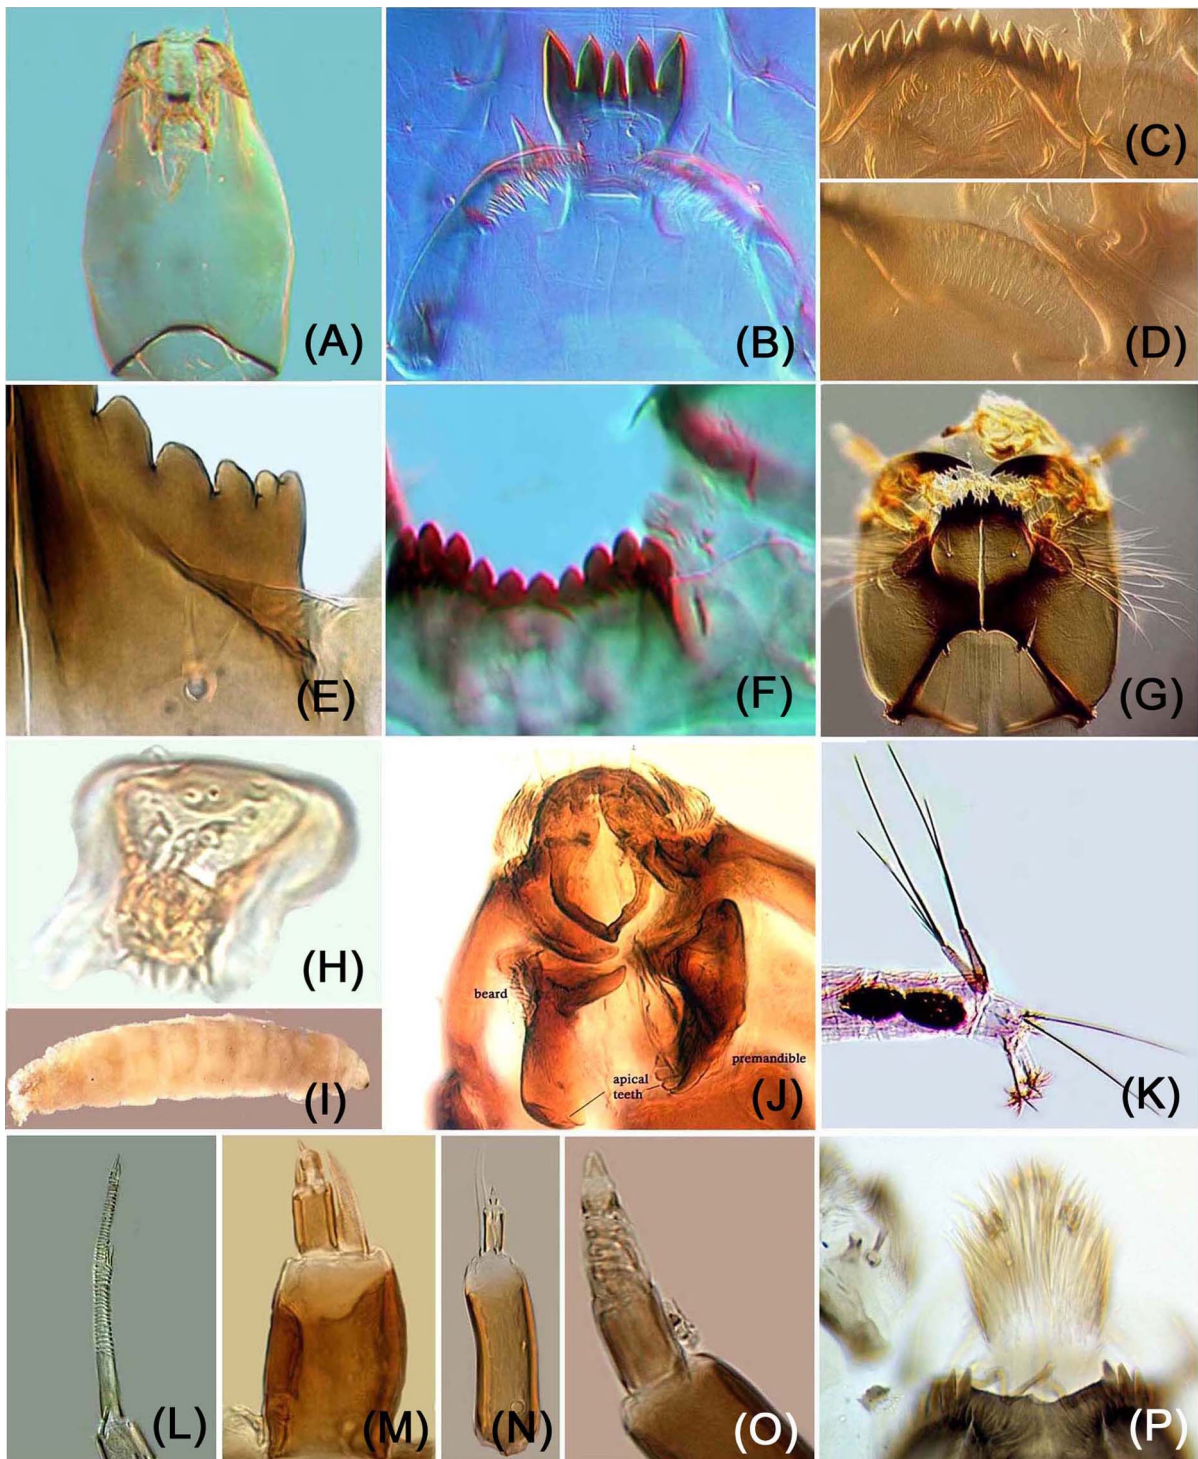 (A)
(B)
(C)
(D)
(E)
(F)
(G)
(H)
(I)
beard
apical
teeth
premandible
(J)
(K)
(L)
(M)
(N)
(O)
(P)